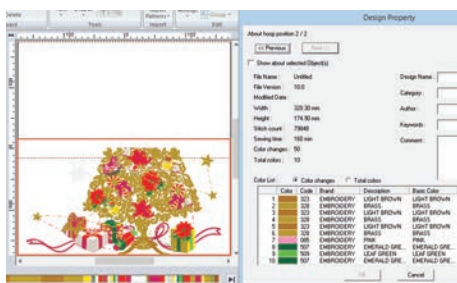 Patterns
Group
Tools
Import
Edit
Design Property
About hoop position 2 / 2
<< Previous
Show about selected Object(s)
File Name : Untitled
File Version : 10.0
Modified Date :
Width : 328.30 mm
Height : 174.90 mm
Stitch count : 79848
Sewing time : 160 min
Color changes : 50
Total colors : 10
Design Name :
Category :
Author :
Keywords :
Comment :
Color List : Color changes Total colors
Color Code Brand Description Basic Color
1 323 EMBROIDERY LIGHT BROWN LIGHT BROWN
2 328 EMBROIDERY BRASS BRASS
3 323 EMBROIDERY LIGHT BROWN LIGHT BROWN
4 328 EMBROIDERY BRASS BRASS
5 323 EMBROIDERY LIGHT BROWN LIGHT BROWN
6 328 EMBROIDERY BRASS BRASS
7 085 EMBROIDERY PINK PINK
8 507 EMBROIDERY EMERALD GRE... EMERALD GRE...
9 509 EMBROIDERY LEAF GREEN LEAF GREEN
10 507 EMBROIDERY EMERALD GRE... EMERALD GRE...
Cancel